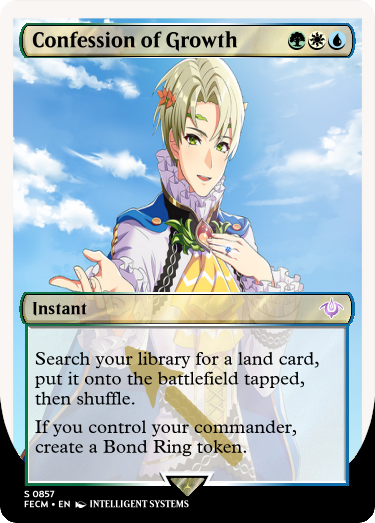 Confession of Growth
Instant
Search your library for a land card,
put it onto the battlefield tapped,
then shuffle.
If you control your commander,
create a Bond Ring token.
S 0857
FECM • EN INTELLIGENT SYSTEMS